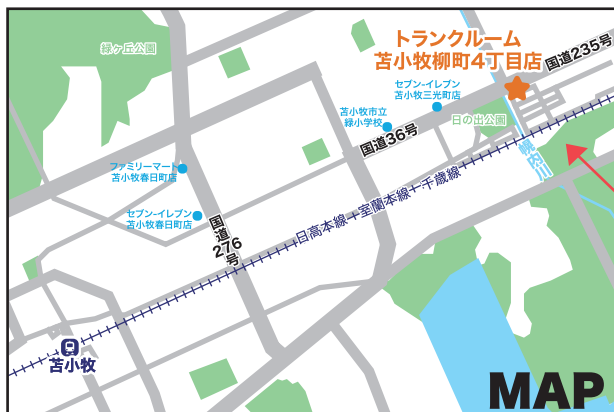 緑ヶ丘公園
トランクルーム
苫小牧柳町4丁目店
国道235号
セブン-イレブン
苫小牧三光町店
苫小牧市立
緑小学校
日の出公園
国道36号
幌内川
ファミリーマート
苫小牧春日町店
セブン-イレブン
苫小牧春日町店
国道
276
号
日高本線・室蘭本線・千歳線
苫小牧
MAP